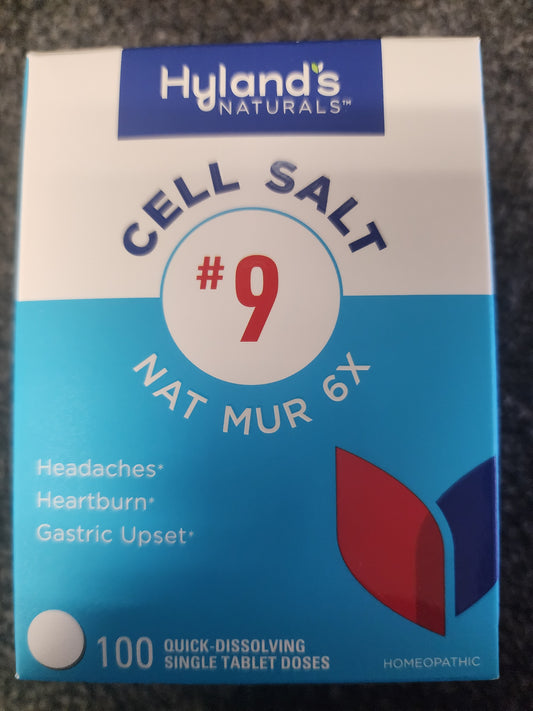 Hyland's
NATURALS™
CELL SALT
#9
NAT MUR 6X
Headaches*
Heartburn*
Gastric Upset*
100 QUICK-DISSOLVING
SINGLE TABLET DOSES
HOMEOPATHIC